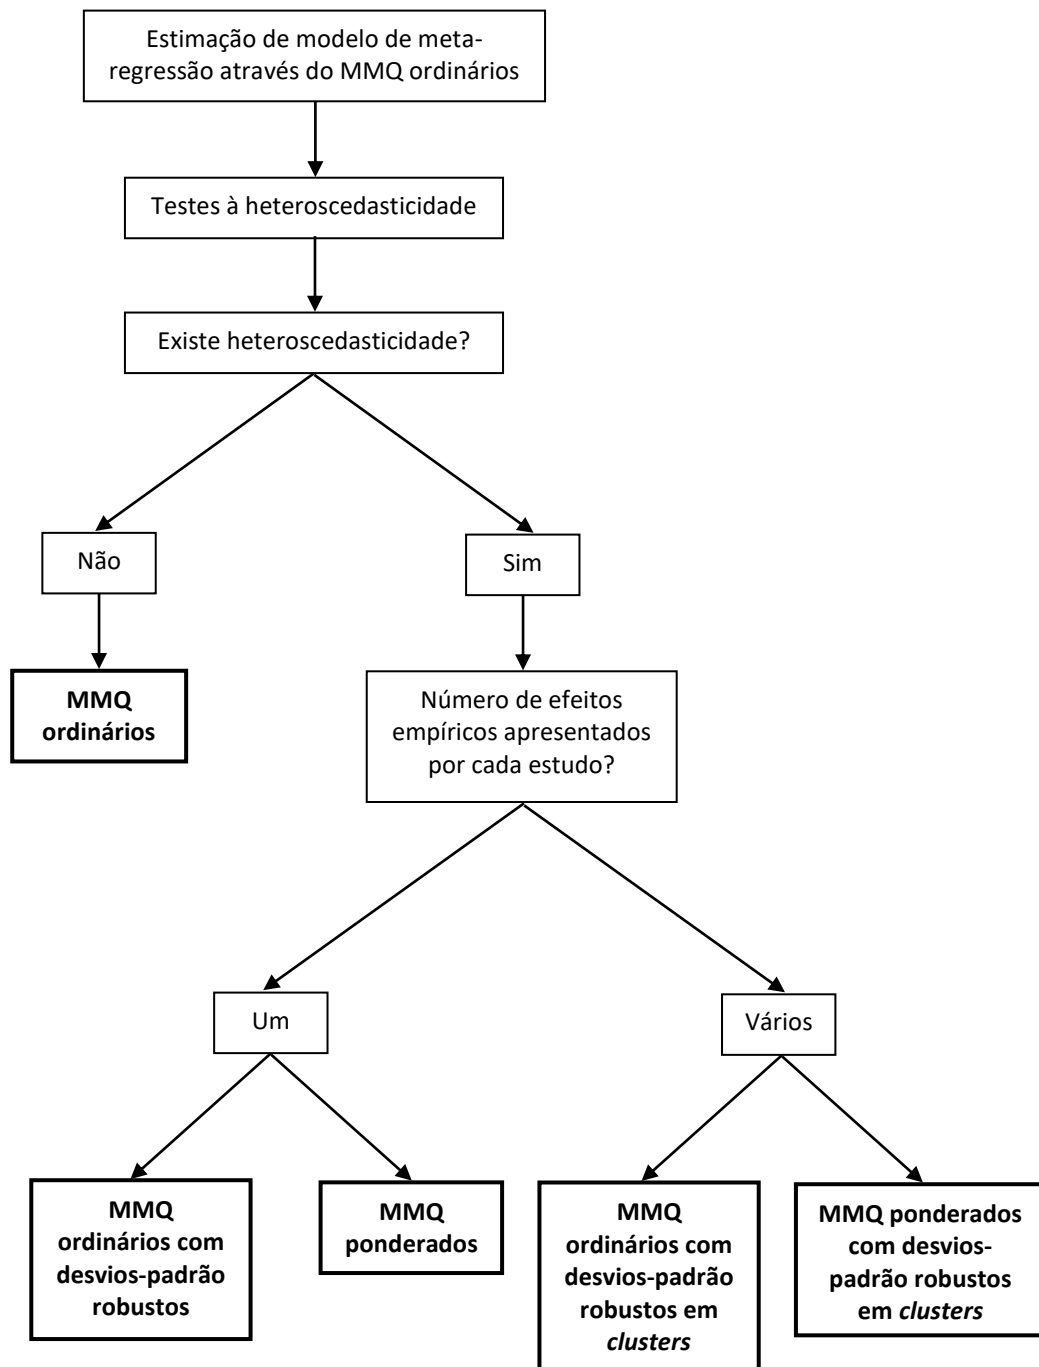 Estimação de modelo de meta-
regressão através do MMQ ordinários
Testes à heteroscedasticidade
Existe heteroscedasticidade?
Não
Sim
MMQ
ordinários
Número de efeitos
empíricos apresentados
por cada estudo?
Um
Vários
MMQ
ordinários com
desvios-padrão
robustos
MMQ
ponderados
MMQ
ordinários com
desvios-padrão
robustos em
clusters
MMQ ponderados
com desvios-
padrão robustos
em clusters